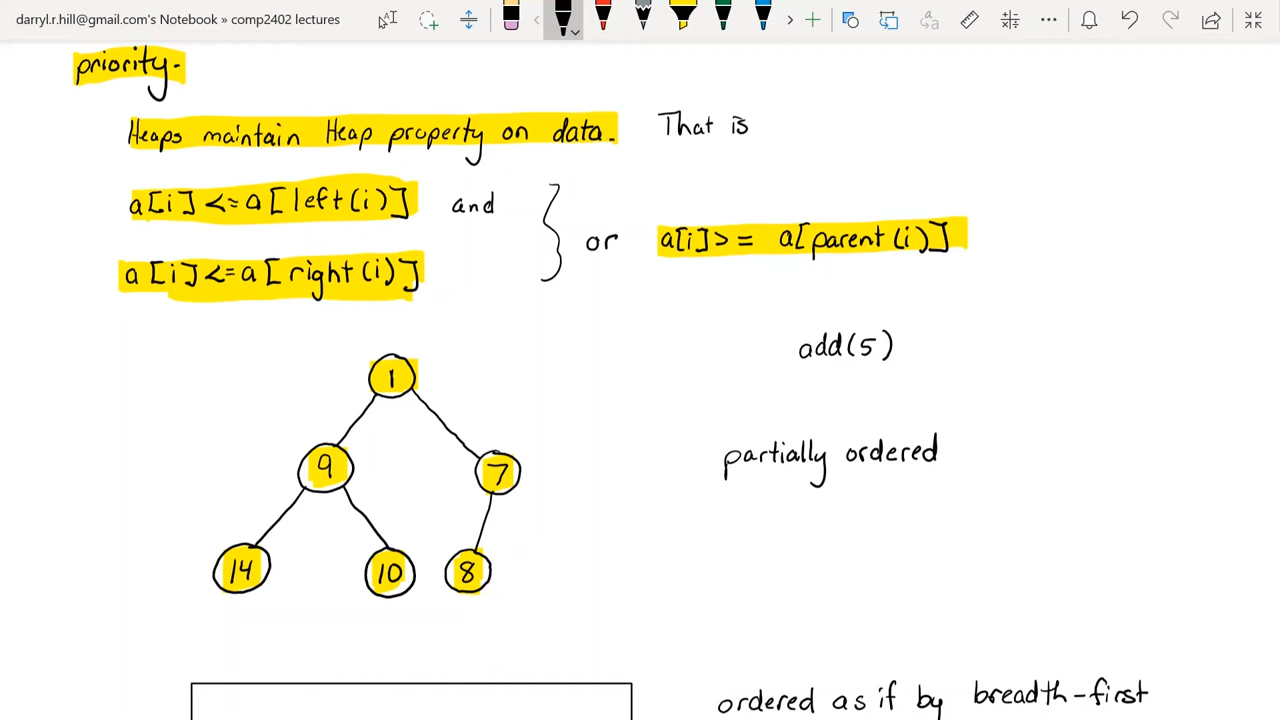 darryl.r.hill@gmail.com's Notebook » comp2402 lectures
priority.
Heaps maintain Heap property on data. That is
a[i] <= a[left(i)] and
or a[i] >= a[parent(i)]
a[i] <= a[right(i)]
add(5)
1
partially ordered
9 7
14 10 8
ordered as if by breadth-first